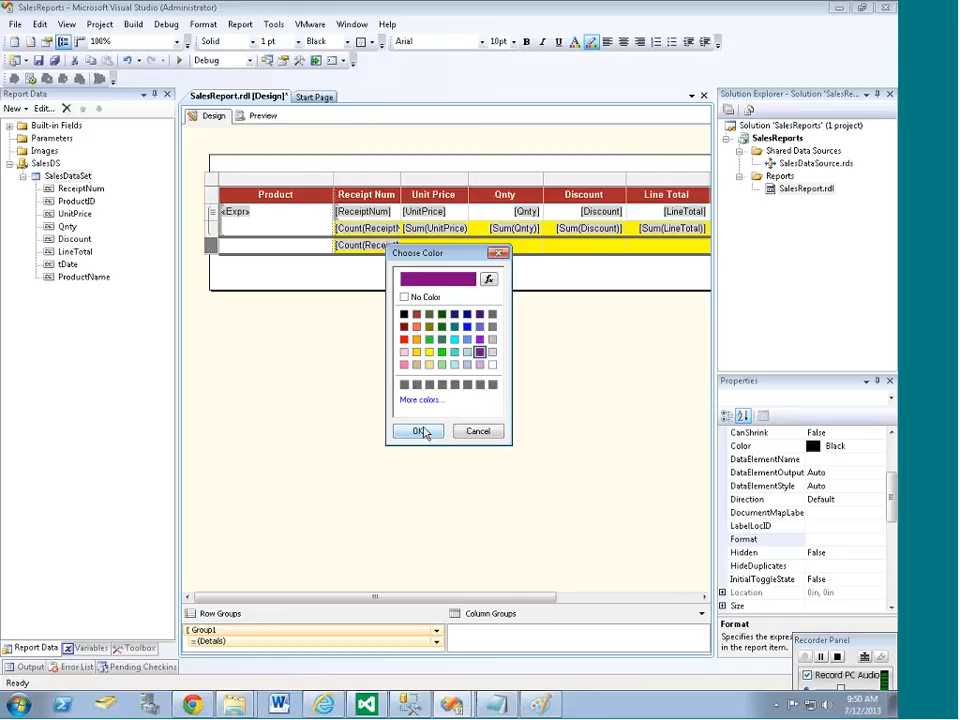 SalesReports - Microsoft Visual Studio (Administrator)
File Edit View Project Build Debug Format Report Tools VMware Window Help
100% Solid 1 pt Black Arial 10pt B I U A
Debug
Report Data
SalesReport.rdl [Design]* Start Page
Solution Explorer - Solution 'SalesRe...
New Edit...
Design Preview
Built-in Fields
Parameters
Images
SalesDS
SalesDataSet
ReceiptNum
ProductID
UnitPrice
Qnty
Discount
LineTotal
tDate
ProductName
Product Receipt Num Unit Price Qnty Discount Line Total
«Expr» [ReceiptNum] [UnitPrice] [Qnty] [Discount] [LineTotal]
[Count(ReceiptN [Sum(UnitPrice) [Sum(Qnty)] [Sum(Discount)] [Sum(LineTotal)]
[Count(Recei
Choose Color
fx
No Color
More colors...
OK Cancel
Solution 'SalesReports' (1 project)
SalesReports
Shared Data Sources
SalesDataSource.rds
Reports
SalesReport.rdl
Properties
CanShrink False
Color Black
DataElementName
DataElementOutput Auto
DataElementStyle Auto
Direction Default
DocumentMapLabe
LabelLocID
Format
Hidden False
HideDuplicates
InitialToggleState False
Location 0in, 0in
Size
Format
Specifies the expre
in the report item.
Row Groups Column Groups
[ Group1
=(Details)
Report Data Variables Toolbox
Output Error List Pending Checkins
Ready
Recorder Panel
Record PC Audio
9:50 AM
7/12/2013